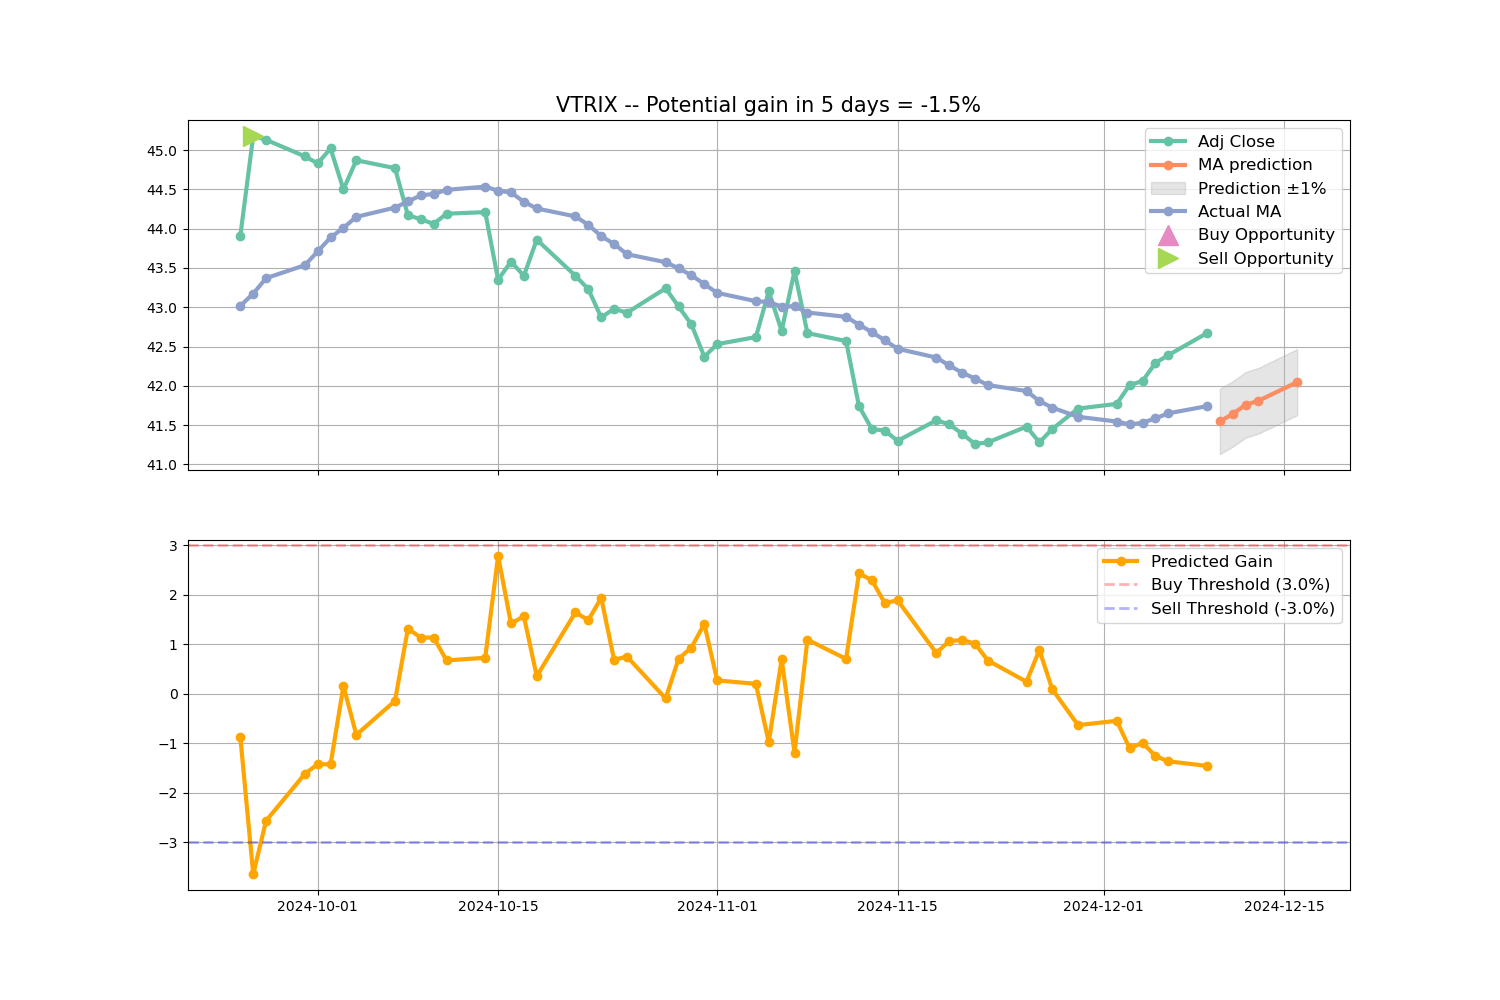 VTRIX -- Potential gain in 5 days = -1.5%
45.0
44.5
44.0
43.5
43.0
42.5
42.0
41.5
41.0
Adj Close
MA prediction
Prediction ±1%
Actual MA
Buy Opportunity
Sell Opportunity
3
2
1
0
−1
−2
−3
Predicted Gain
Buy Threshold (3.0%)
Sell Threshold (-3.0%)
2024-10-01
2024-10-15
2024-11-01
2024-11-15
2024-12-01
2024-12-15